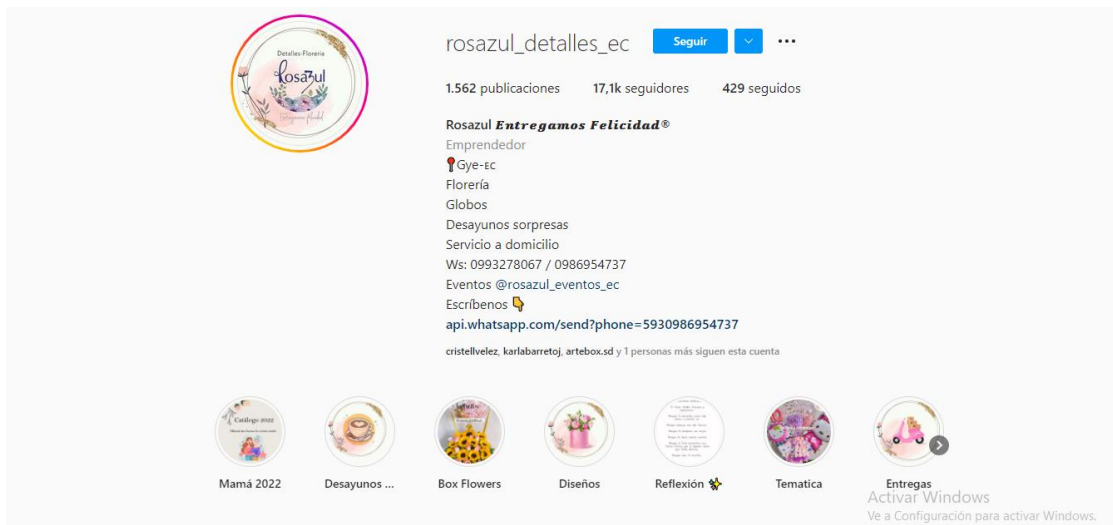 Detalles-Florería
Rosazul
Entregamos felicidad
rosazul_detalles_ec
Seguir
1.562 publicaciones 17,1k seguidores 429 seguidos
Rosazul Entregamos Felicidad®
Emprendedor
📍Gye-ᴇᴄ
Florería
Globos
Desayunos sorpresas
Servicio a domicilio
Ws: 0993278067 / 0986954737
Eventos @rosazul_eventos_ec
Escríbenos 👇
api.whatsapp.com/send?phone=5930986954737
cristellvelez, karlabarretoj, artebox.sd y 1 personas más siguen esta cuenta
Catálogo 2022
Mamá 2022 Desayunos ... Box Flowers Diseños Reflexión ✨ Tematica Entregas
Activar Windows
Ve a Configuración para activar Windows.